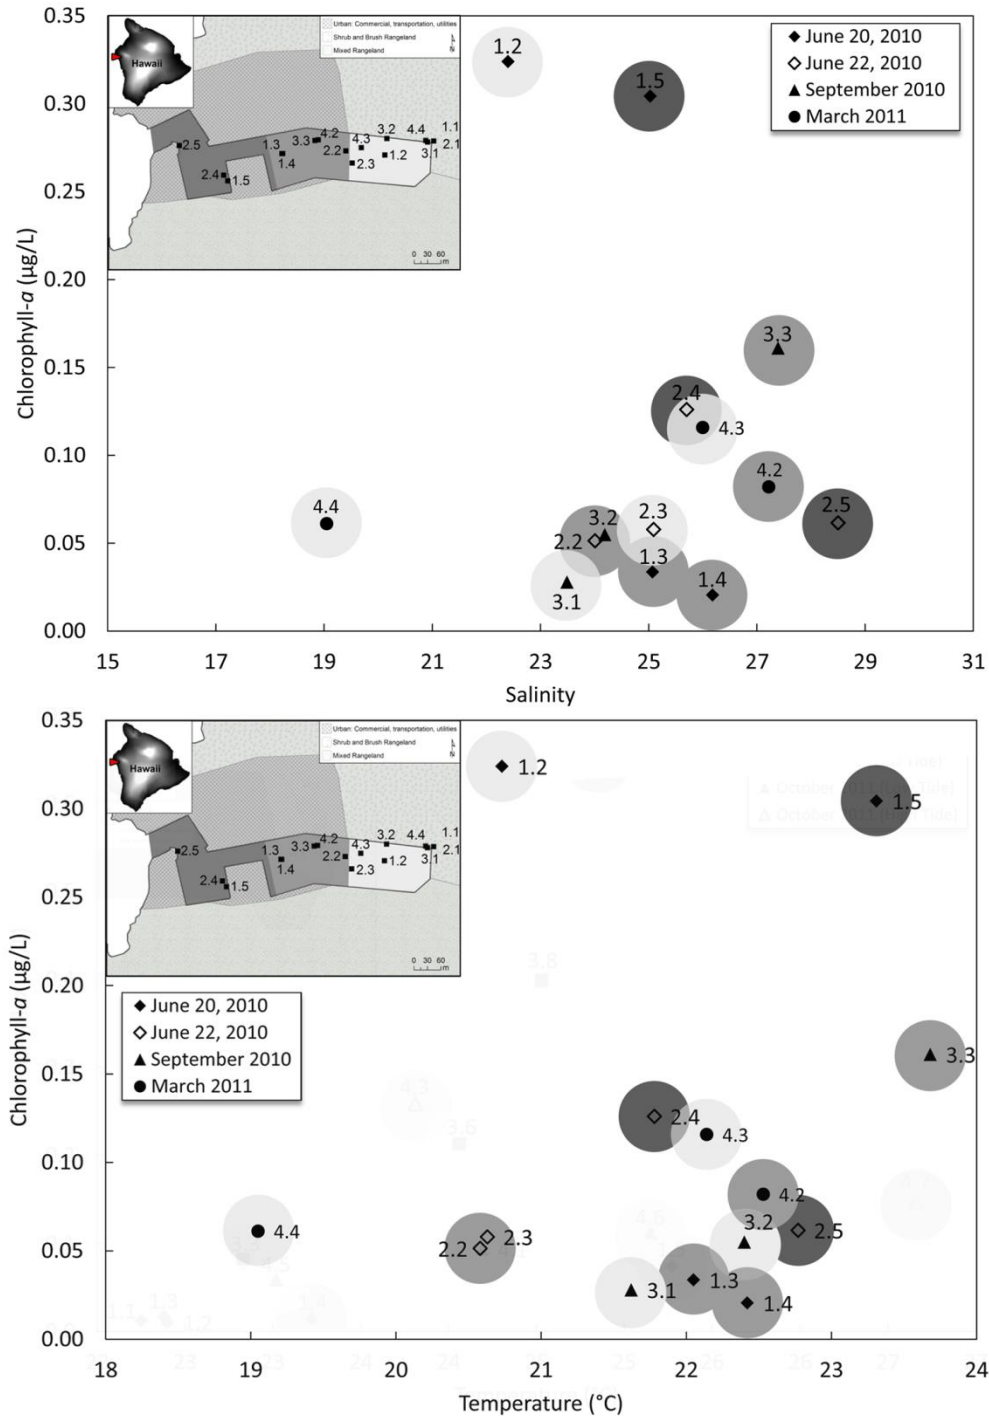 0.35
0.30
0.25
0.20
0.15
0.10
0.05
0.00
Chlorophyll-a (µg/L)
15 17 19 21 23 25 27 29 31
Salinity
Hawaii
Urban: Commercial, transportation, utilities
Shrub and Brush Rangeland
Mixed Rangeland
N
2.5
2.4
1.5
1.3
1.4
3.3
4.2
2.2
4.3
2.3
3.2
1.2
4.4
3.1
1.1
2.1
0 30 60
m
June 20, 2010
June 22, 2010
September 2010
March 2011
1.2
1.5
3.3
2.4
4.3
4.2
2.5
4.4
3.2
2.2
2.3
1.3
1.4
3.1
0.35
0.30
0.25
0.20
0.15
0.10
0.05
0.00
Chlorophyll-a (µg/L)
18 19 20 21 22 23 24
Temperature (°C)
Hawaii
Urban: Commercial, transportation, utilities
Shrub and Brush Rangeland
Mixed Rangeland
N
2.5
2.4
1.5
1.3
1.4
3.3
4.2
2.2
4.3
2.3
3.2
1.2
4.4
3.1
1.1
2.1
0 30 60
m
June 20, 2010
June 22, 2010
September 2010
March 2011
1.2
1.5
3.3
2.4
4.3
4.2
2.5
3.2
4.4
2.2
2.3
3.1
1.3
1.4
3.8
4.3
3.6